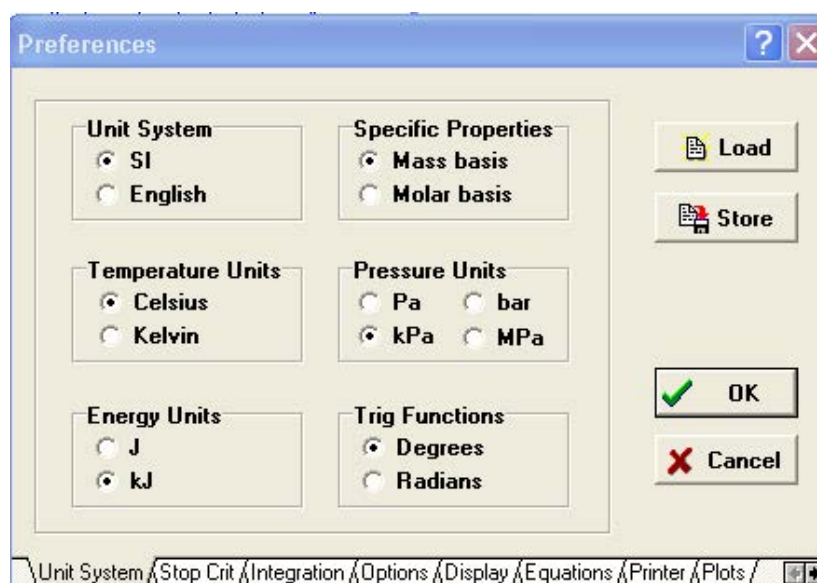 Preferences
Unit System
SI
English
Specific Properties
Mass basis
Molar basis
Load
Store
Temperature Units
Celsius
Kelvin
Pressure Units
Pa bar
kPa MPa
Energy Units
J
kJ
Trig Functions
Degrees
Radians
OK
Cancel
Unit System Stop Crit Integration Options Display Equations Printer Plots